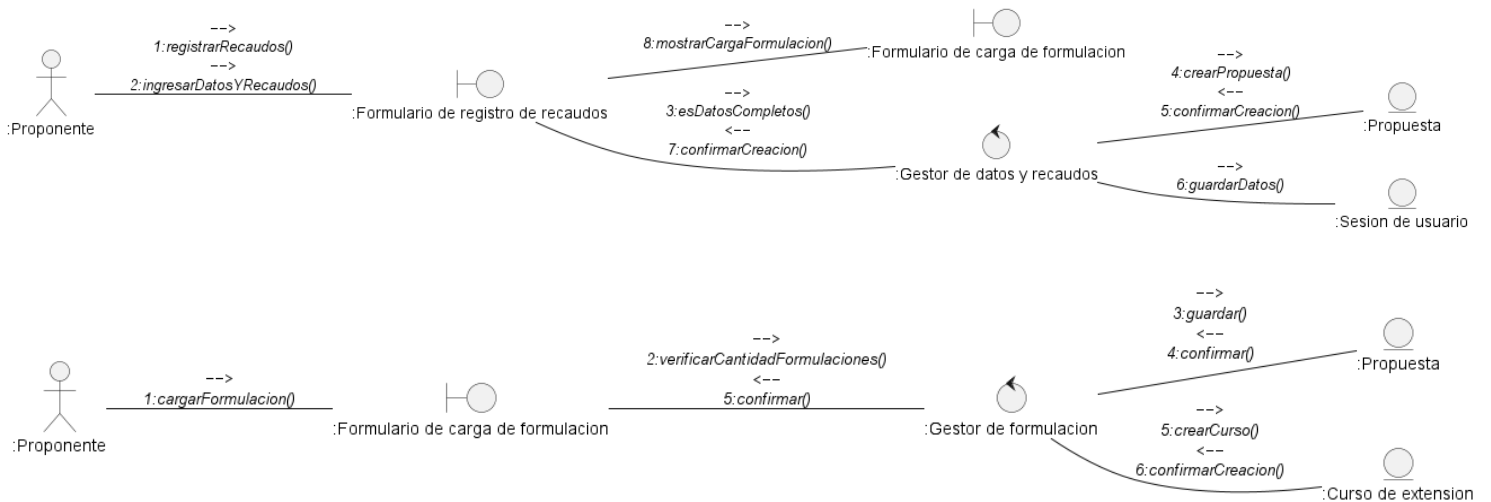 -->
1:registrarRecaudos()
-->
2:ingresarDatosYRecaudos()
:Proponente
:Formulario de registro de recaudos
-->
8:mostrarCargaFormulacion()
:Formulario de carga de formulacion
-->
3:esDatosCompletos()
<--
7:confirmarCreacion()
:Gestor de datos y recaudos
-->
4:crearPropuesta()
<--
5:confirmarCreacion()
:Propuesta
-->
6:guardarDatos()
:Sesion de usuario
-->
1:cargarFormulacion()
:Proponente
:Formulario de carga de formulacion
-->
2:verificarCantidadFormulaciones()
<--
5:confirmar()
:Gestor de formulacion
-->
3:guardar()
<--
4:confirmar()
:Propuesta
-->
5:crearCurso()
<--
6:confirmarCreacion()
:Curso de extension